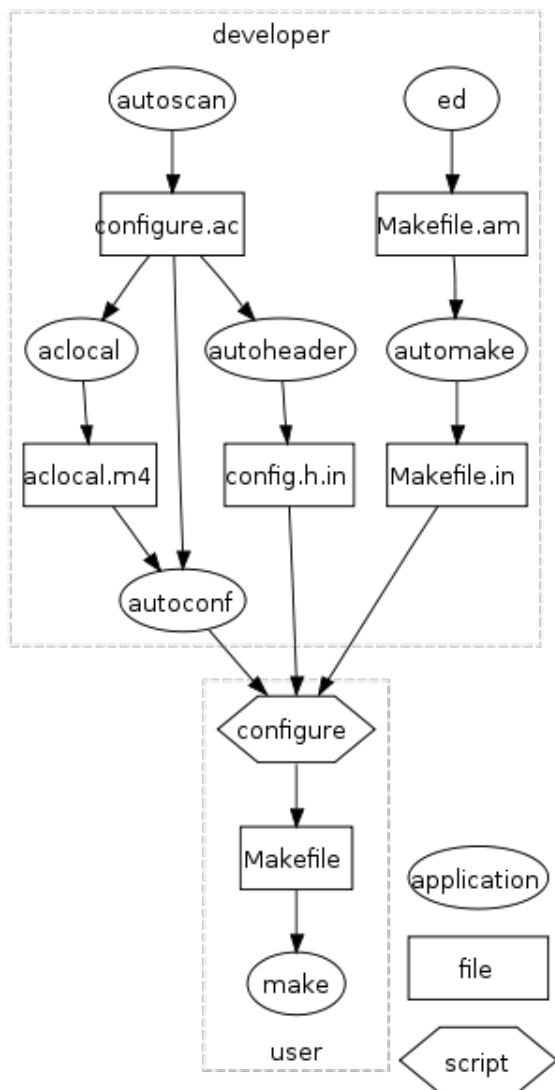 developer
autoscan
ed
configure.ac
Makefile.am
aclocal
autoheader
automake
aclocal.m4
config.h.in
Makefile.in
autoconf
configure
Makefile
application
file
make
user
script